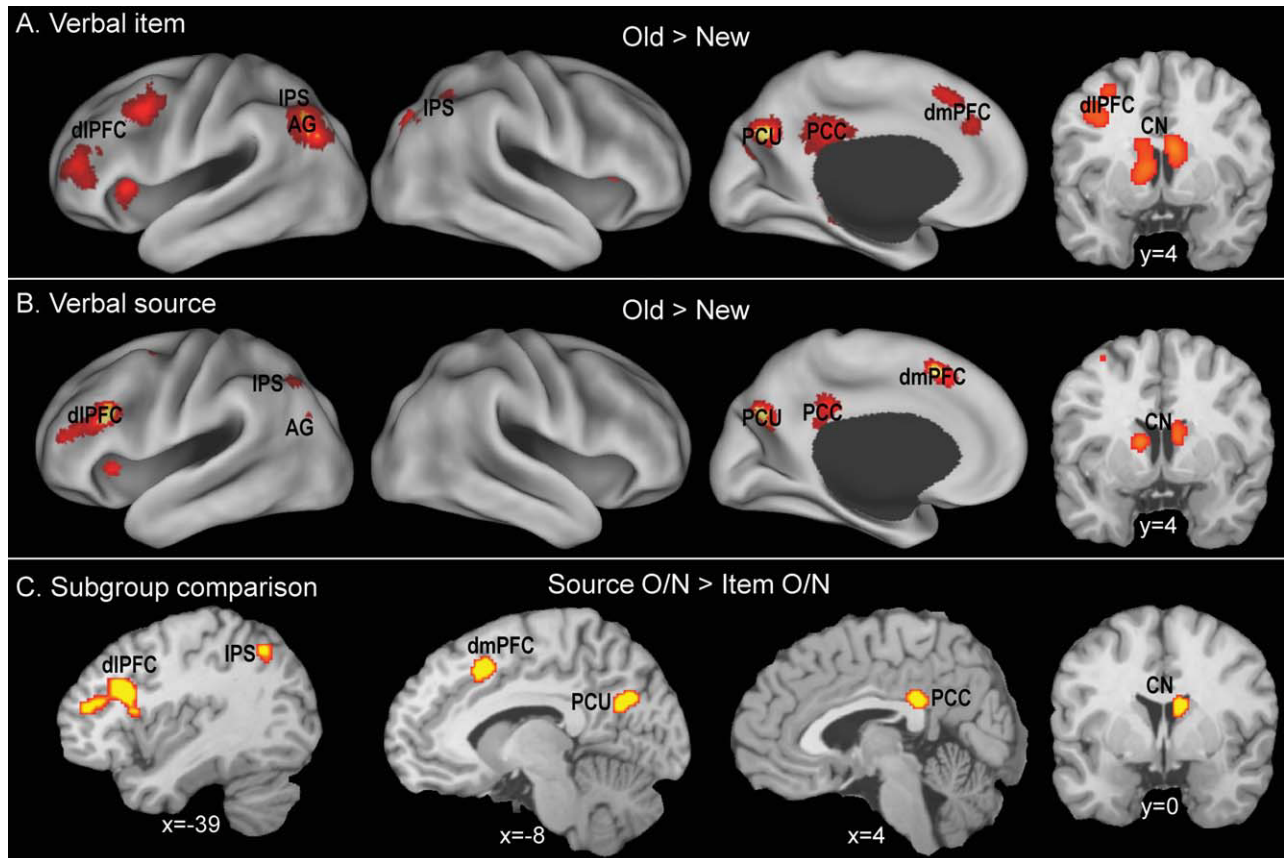 A. Verbal item
Old > New
dlPFC
IPS
AG
IPS
PCU
PCC
dmPFC
dlPFC
CN
y=4
B. Verbal source
Old > New
dlPFC
IPS
AG
PCU
PCC
dmPFC
CN
y=4
C. Subgroup comparison
Source O/N > Item O/N
dlPFC
IPS
x=-39
dmPFC
PCU
x=-8
PCC
x=4
CN
y=0